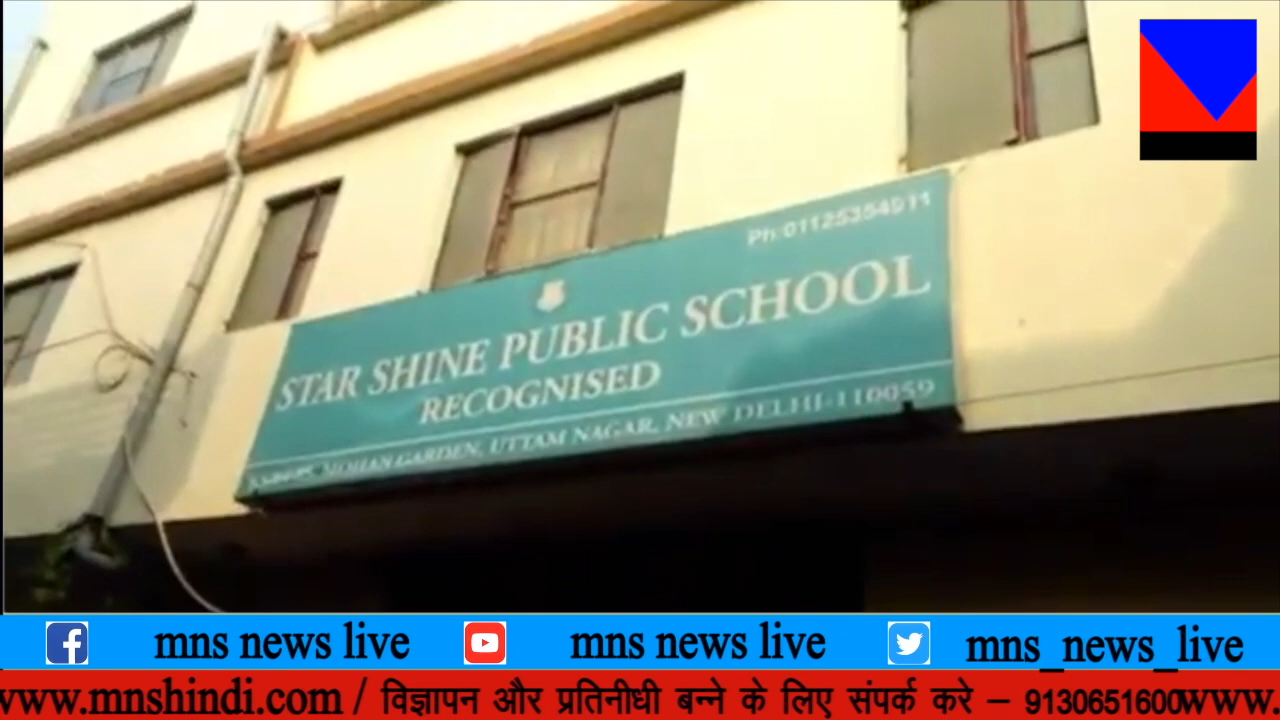 Ph:01125354911
STAR SHINE PUBLIC SCHOOL
RECOGNISED
MOHAN GARDEN, UTTAM NAGAR, NEW DELHI-110059
mns news live mns news live mns_news_live
www.mnshindi.com / विज्ञापन और प्रतिनीधी बन्ने के लिए संपर्क करे – 9130651600www.